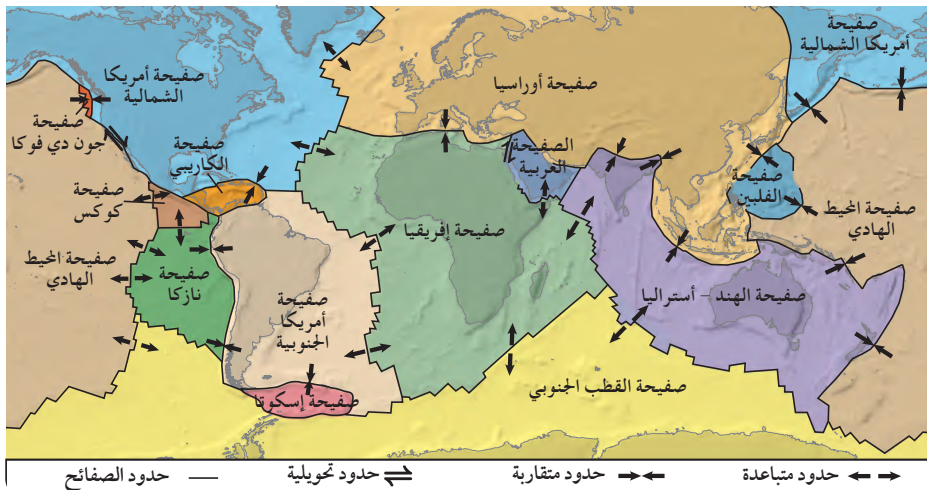 صفيحة
أمريكا الشمالية
صفيحة أمريكا
الشمالية
صفيحة أوراسيا
صفيحة
جون دي فوكا
صفيحة
الكاريبي
الصفيحة
العربية
صفيحة
الفلبين
صفيحة
كوكس
صفيحة المحيط
الهادي
صفيحة إفريقيا
صفيحة المحيط
الهادي
صفيحة
نازكا
صفيحة
أمريكا
الجنوبية
صفيحة الهند – أستراليا
صفيحة القطب الجنوبي
صفيحة إسكوتا
حدود متباعدة
حدود متقاربة
حدود تحويلية
حدود الصفائح